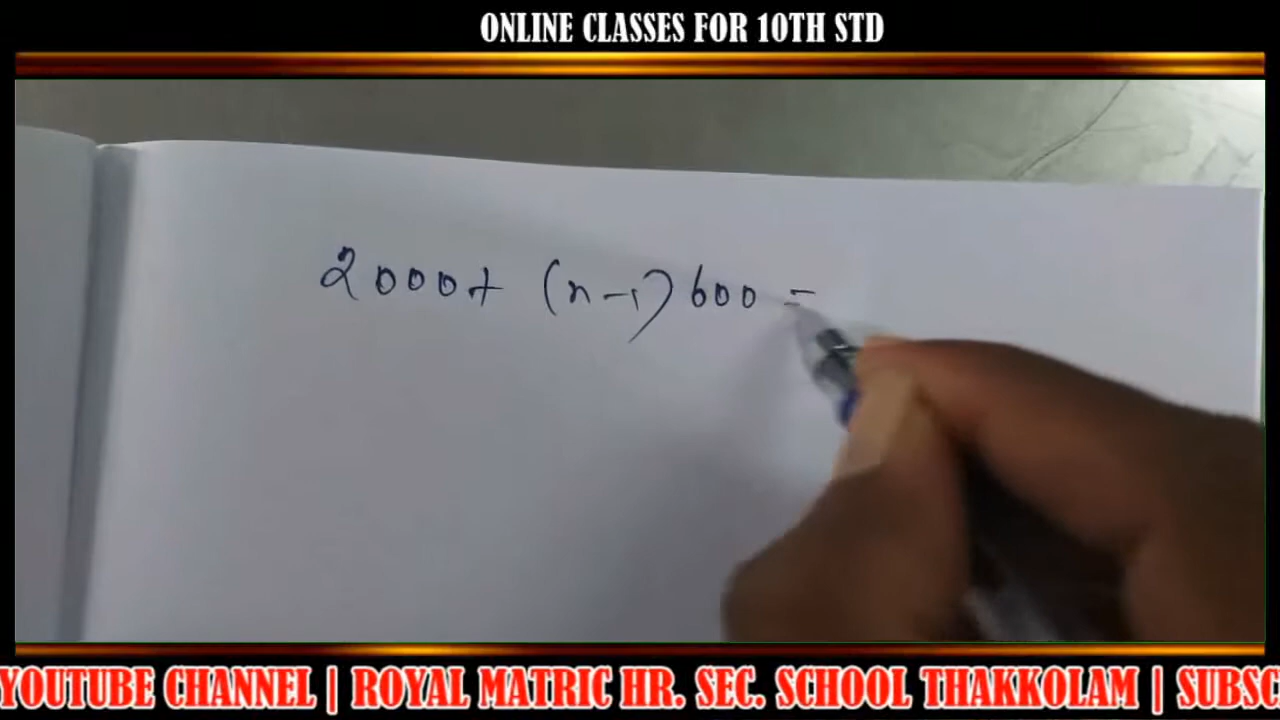 ONLINE CLASSES FOR 10TH STD
2000+ (n-1) 600 =
YOUTUBE CHANNEL | ROYAL MATRIC HR. SEC. SCHOOL THAKKOLAM | SUBSC